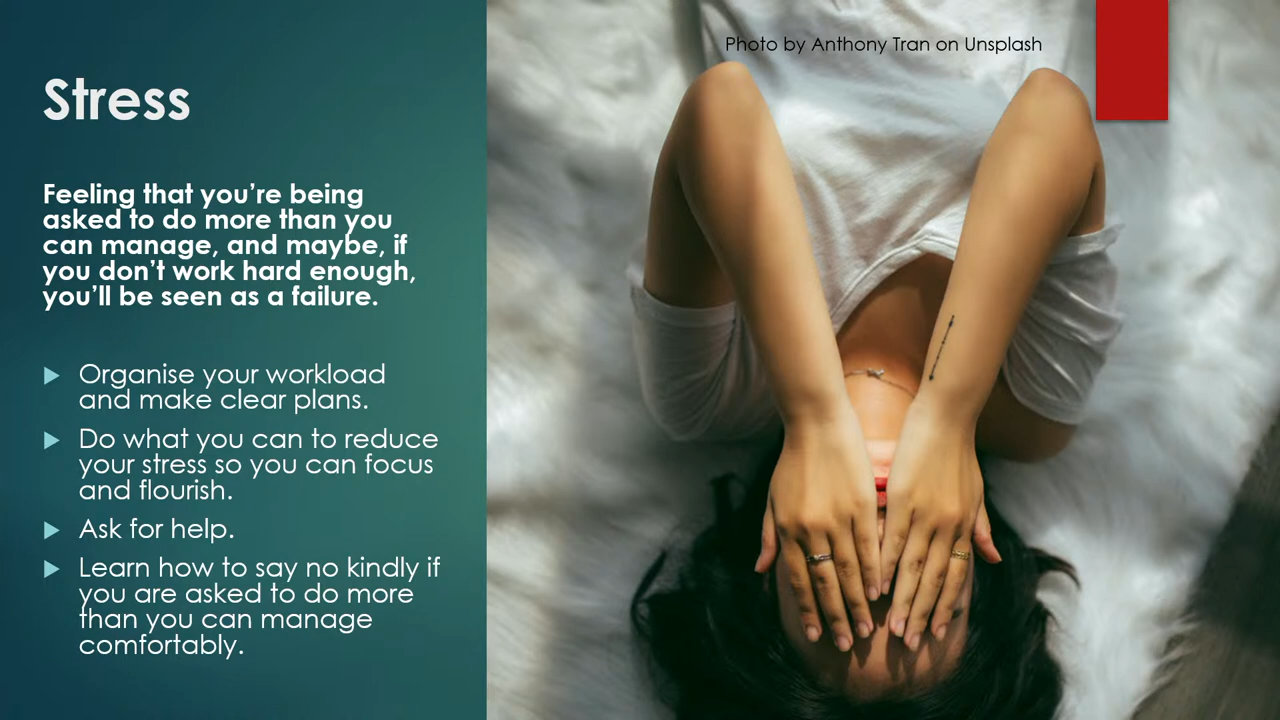 Photo by Anthony Tran on Unsplash
Stress
Feeling that you’re being
asked to do more than you
can manage, and maybe, if
you don’t work hard enough,
you’ll be seen as a failure.
Organise your workload
and make clear plans.
Do what you can to reduce
your stress so you can focus
and flourish.
Ask for help.
Learn how to say no kindly if
you are asked to do more
than you can manage
comfortably.